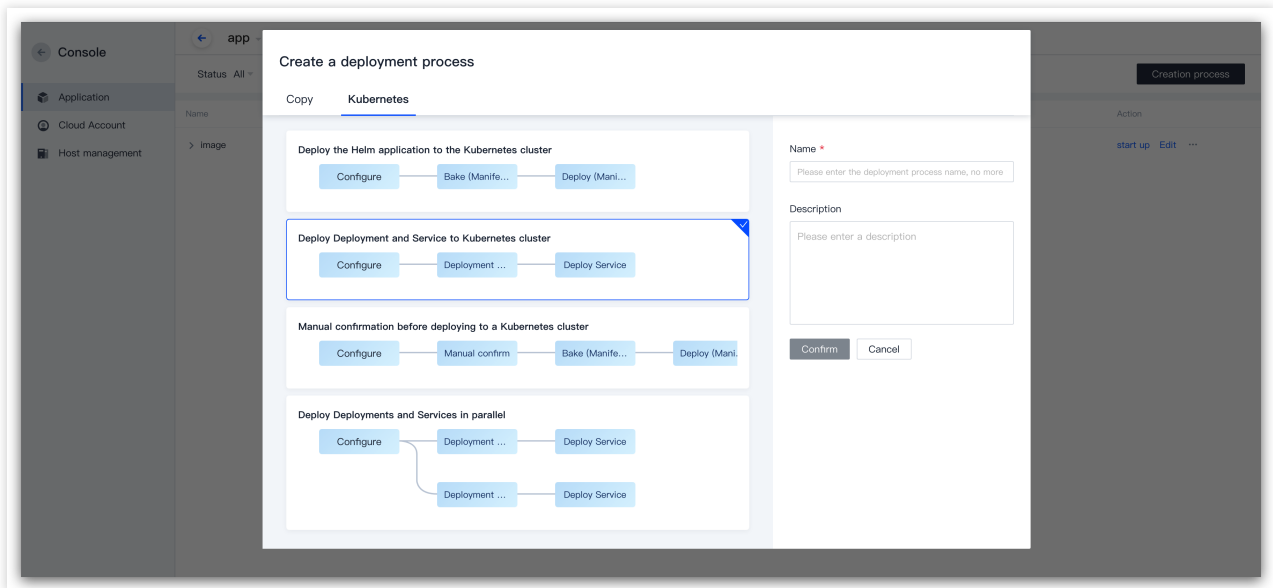 Console
Application
Cloud Account
Host management
app
Status All
Creation process
Name
Action
image
start up Edit ...
Create a deployment process
Copy Kubernetes
Deploy the Helm application to the Kubernetes cluster
Configure Bake (Manife... Deploy (Mani...
Deploy Deployment and Service to Kubernetes cluster
Configure Deployment ... Deploy Service
Manual confirmation before deploying to a Kubernetes cluster
Configure Manual confirm Bake (Manife... Deploy (Mani.
Deploy Deployments and Services in parallel
Configure Deployment ... Deploy Service
Deployment ... Deploy Service
Name *
Please enter the deployment process name, no more
Description
Please enter a description
Confirm Cancel